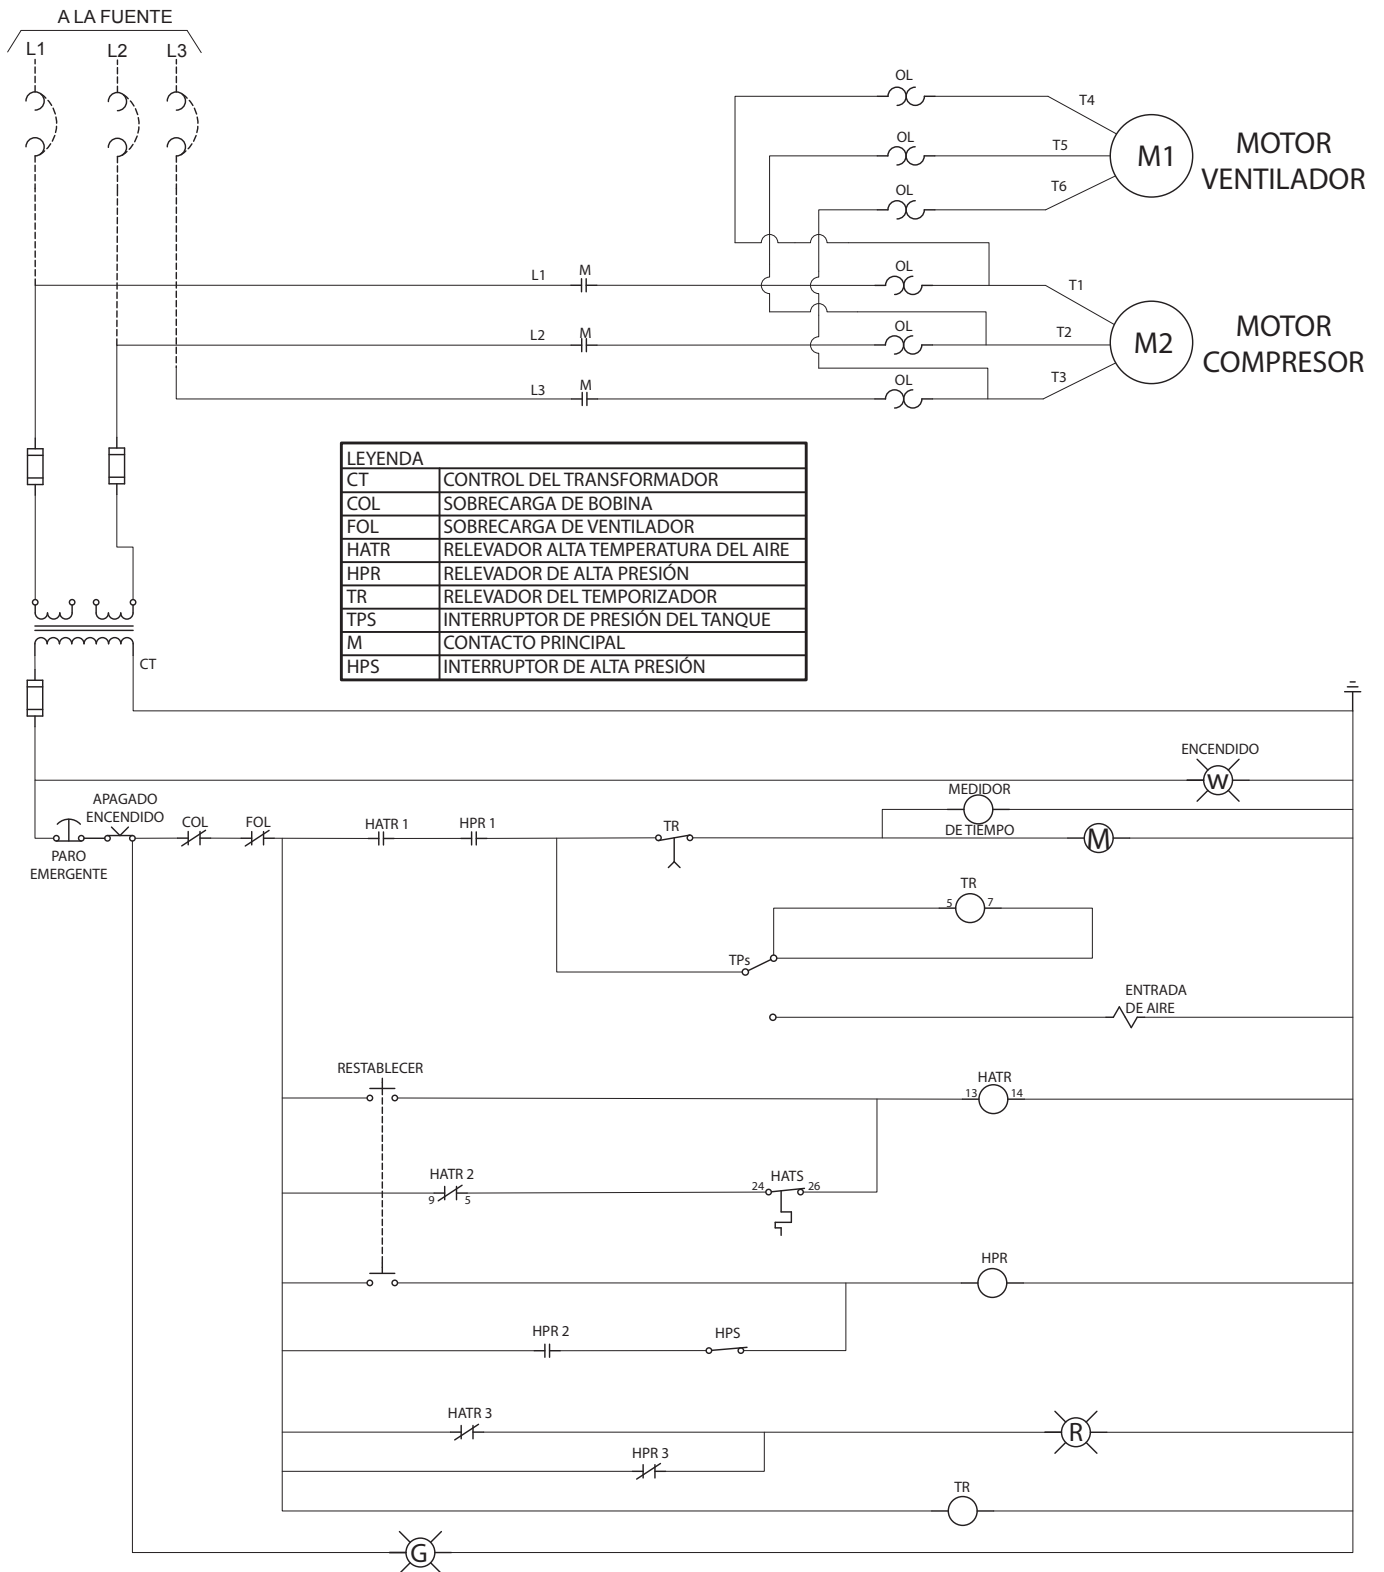 A LA FUENTE
L1 L2 L3
OL
T4
OL
T5
M1
MOTOR
VENTILADOR
OL
T6
L1 M OL
T1
L2 M OL
T2
M2
MOTOR
COMPRESOR
L3 M OL
T3
LEYENDA
CT CONTROL DEL TRANSFORMADOR
COL SOBRECARGA DE BOBINA
FOL SOBRECARGA DE VENTILADOR
HATR RELEVADOR ALTA TEMPERATURA DEL AIRE
HPR RELEVADOR DE ALTA PRESIÓN
TR RELEVADOR DEL TEMPORIZADOR
TPS INTERRUPTOR DE PRESIÓN DEL TANQUE
M CONTACTO PRINCIPAL
HPS INTERRUPTOR DE ALTA PRESIÓN
CT
ENCENDIDO
W
APAGADO
ENCENDIDO
MEDIDOR
DE TIEMPO
COL FOL HATR 1 HPR 1 TR
M
PARO
EMERGENTE
TR
5 7
TPs
ENTRADA
DE AIRE
RESTABLECER
HATR
13 14
HATR 2
9 5
HATS
24 26
HPR
HPR 2 HPS
HATR 3
R
HPR 3
TR
G